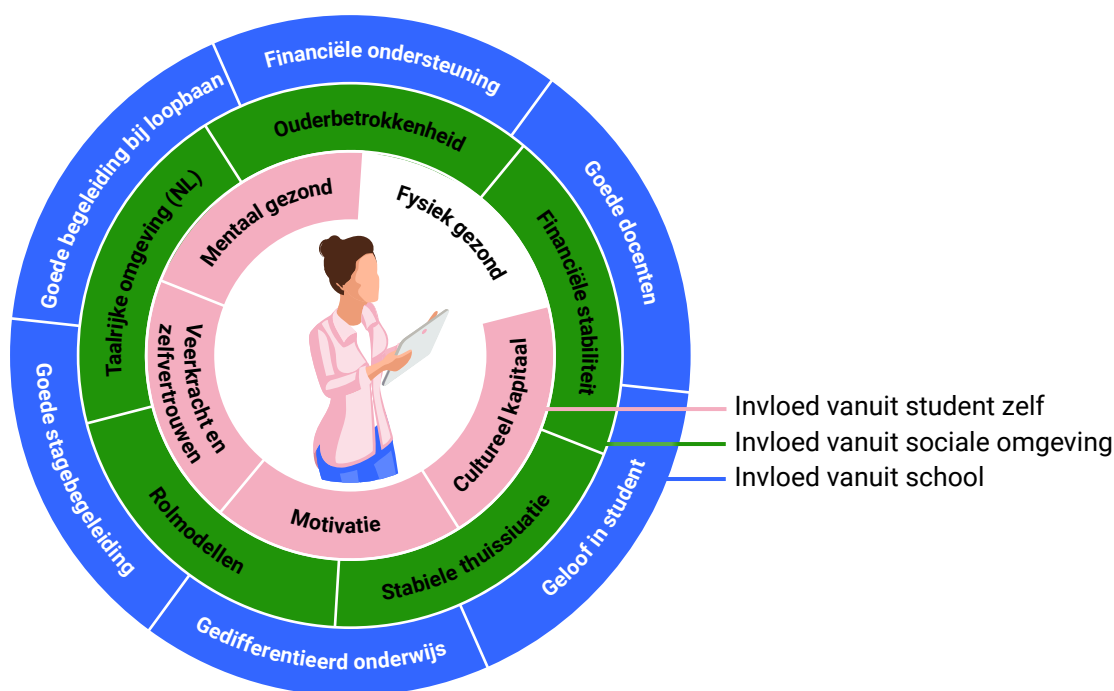 Financiële ondersteuning
Goede docenten
Geloof in student
Gedifferentieerd onderwijs
Goede stagebegeleiding
Goede begeleiding bij loopbaan
Ouderbetrokkenheid
Financiële stabiliteit
Stabiele thuissiuatie
Rolmodellen
Taalrijke omgeving (NL)
Mentaal gezond
Fysiek gezond
Cultureel kapitaal
Motivatie
Veerkracht en
zelfvertrouwen
Invloed vanuit student zelf
Invloed vanuit sociale omgeving
Invloed vanuit school